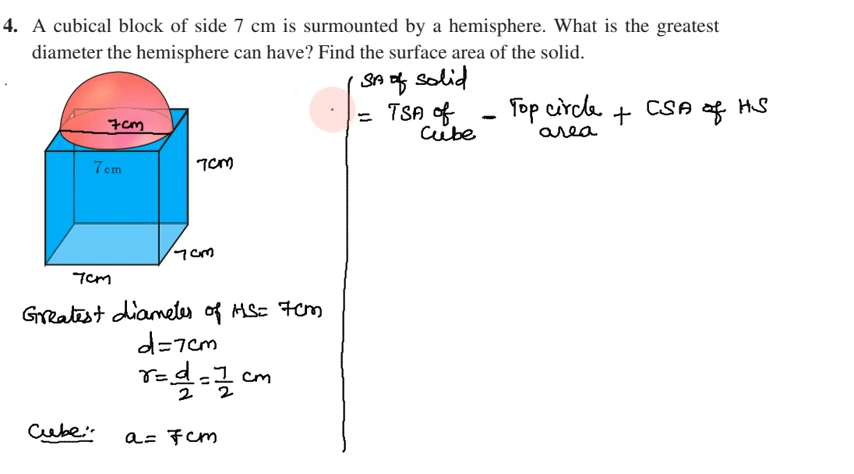 4. A cubical block of side 7 cm is surmounted by a hemisphere. What is the greatest
diameter the hemisphere can have? Find the surface area of the solid.
7cm
7 cm
7cm
7cm
7cm
Greatest diameter of HS= 7cm
d=7cm
r=d/2=7/2 cm
Cube:- a= 7cm
SA of solid
= TSA of Cube - Top circle area + CSA of HS